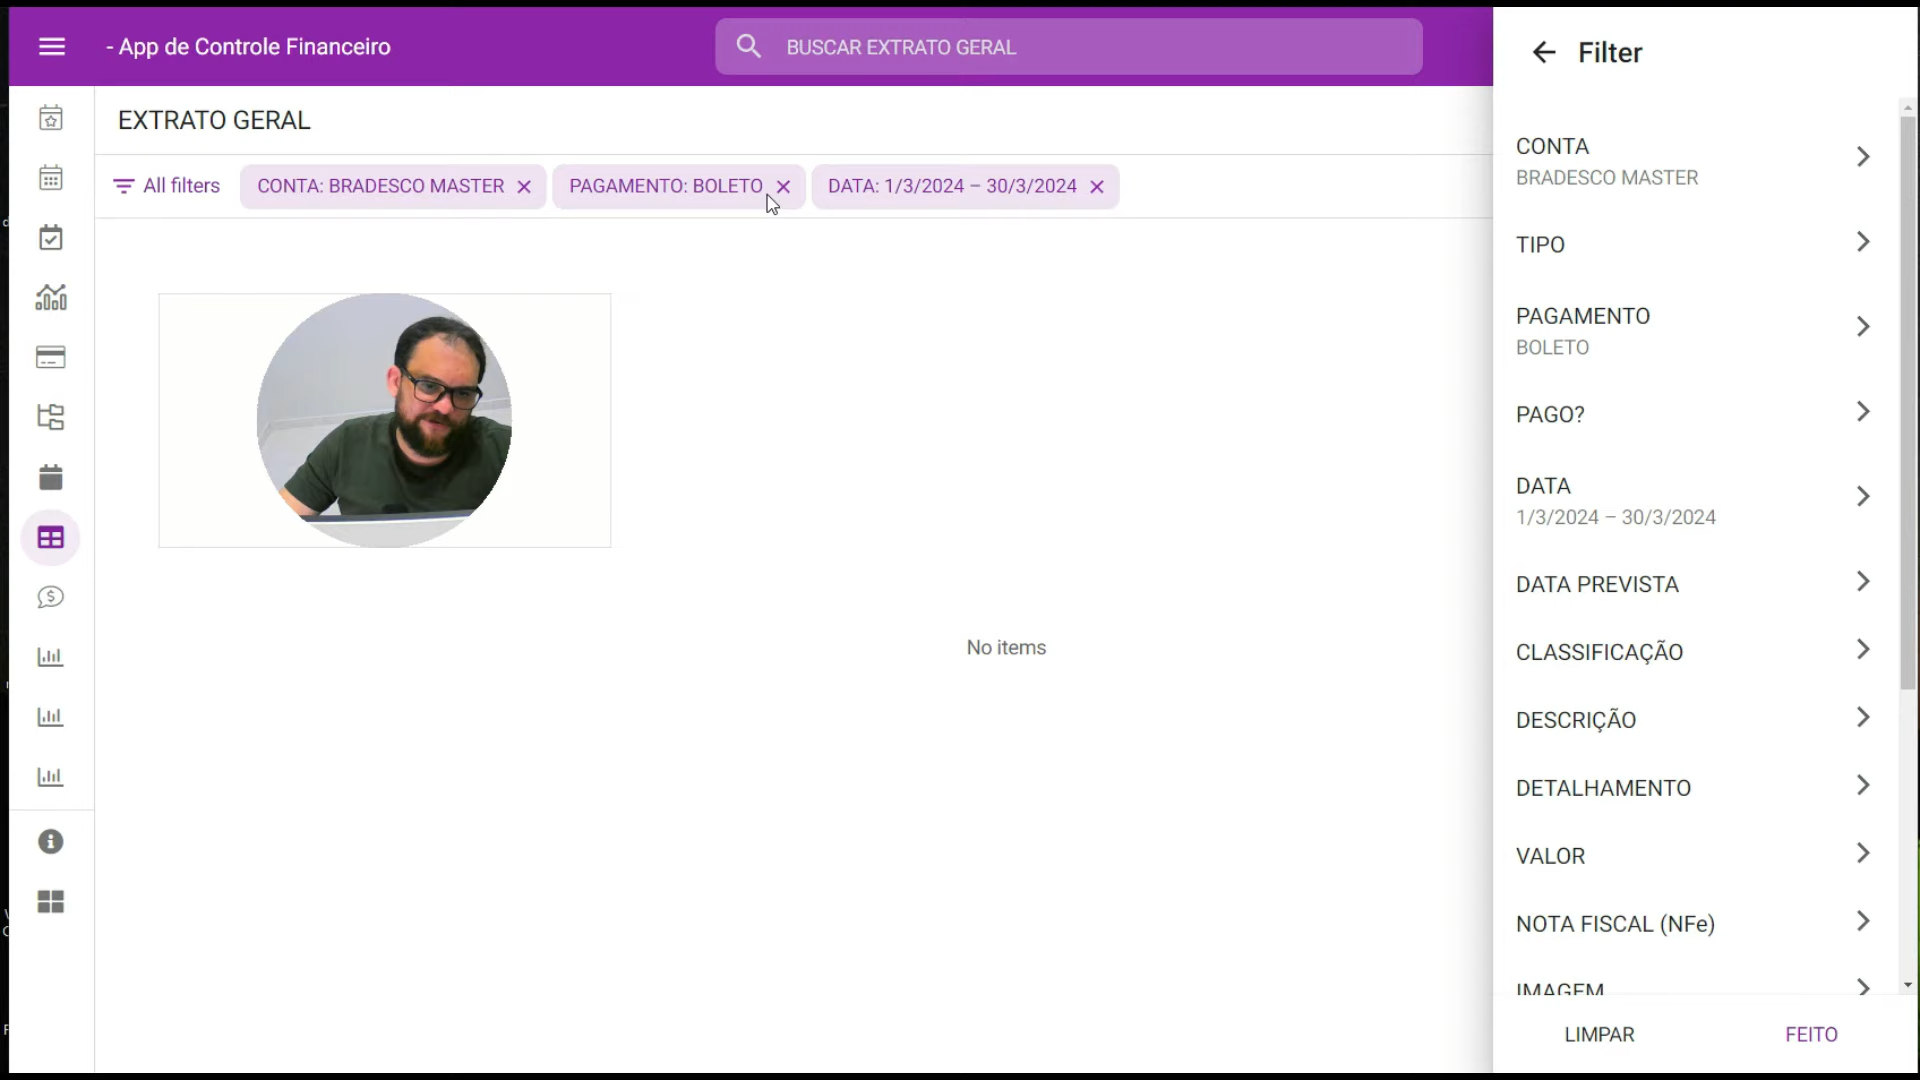 - App de Controle Financeiro
BUSCAR EXTRATO GERAL
EXTRATO GERAL
All filters
CONTA: BRADESCO MASTER
PAGAMENTO: BOLETO
DATA: 1/3/2024 – 30/3/2024
No items
Filter
CONTA
BRADESCO MASTER
TIPO
PAGAMENTO
BOLETO
PAGO?
DATA
1/3/2024 – 30/3/2024
DATA PREVISTA
CLASSIFICAÇÃO
DESCRIÇÃO
DETALHAMENTO
VALOR
NOTA FISCAL (NFe)
IMAGEM
LIMPAR
FEITO